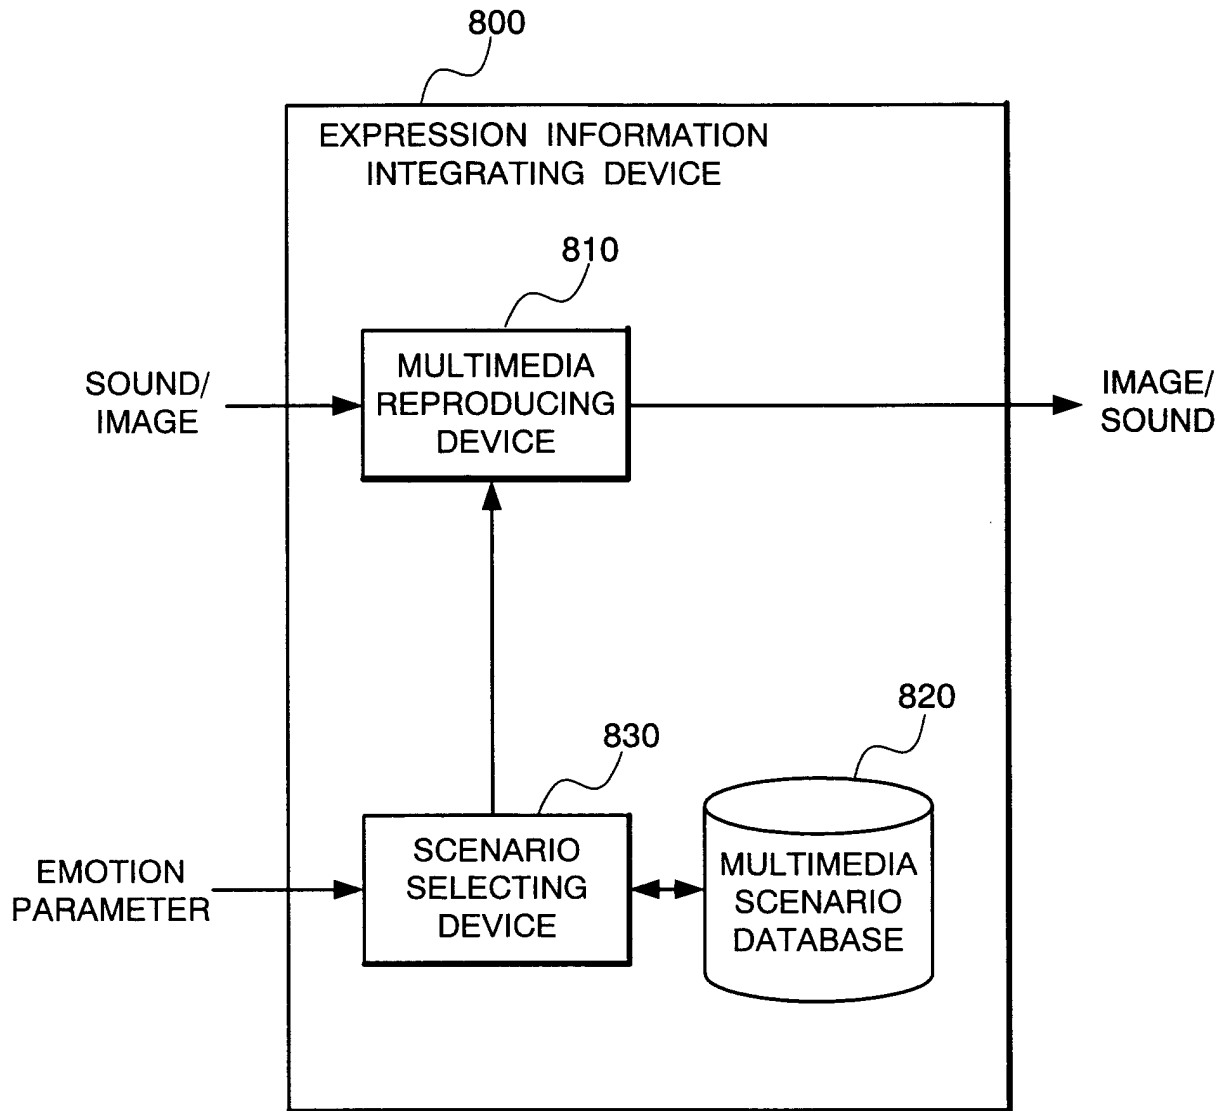 800
EXPRESSION INFORMATION
INTEGRATING DEVICE
810
MULTIMEDIA
REPRODUCING
DEVICE
SOUND/
IMAGE
IMAGE/
SOUND
830
820
SCENARIO
SELECTING
DEVICE
MULTIMEDIA
SCENARIO
DATABASE
EMOTION
PARAMETER